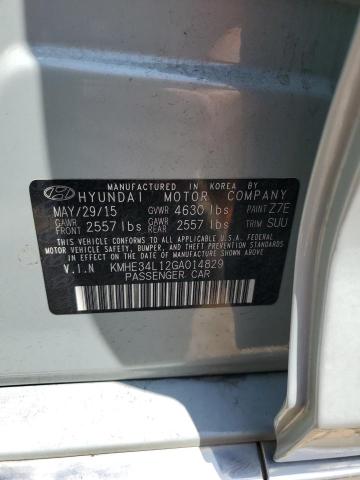 MANUFACTURED IN KOREA BY
HYUNDAI MOTOR COMPANY
MAY/29/15 GVWR 4630 lbs PAINT Z7E
GAWR FRONT 2557 lbs GAWR REAR 2557 lbs TRIM SUU
THIS VEHICLE CONFORMS TO ALL APPLICABLE U.S.A FEDERAL
MOTOR VEHICLE SAFETY, BUMPER, AND THEFT PREVENTION
STANDARDS IN EFFECT ON THE DATE OF MANUFACTURE SHOWN ABOVE.
V.I.N KMHE34L12GA014829
PASSENGER CAR